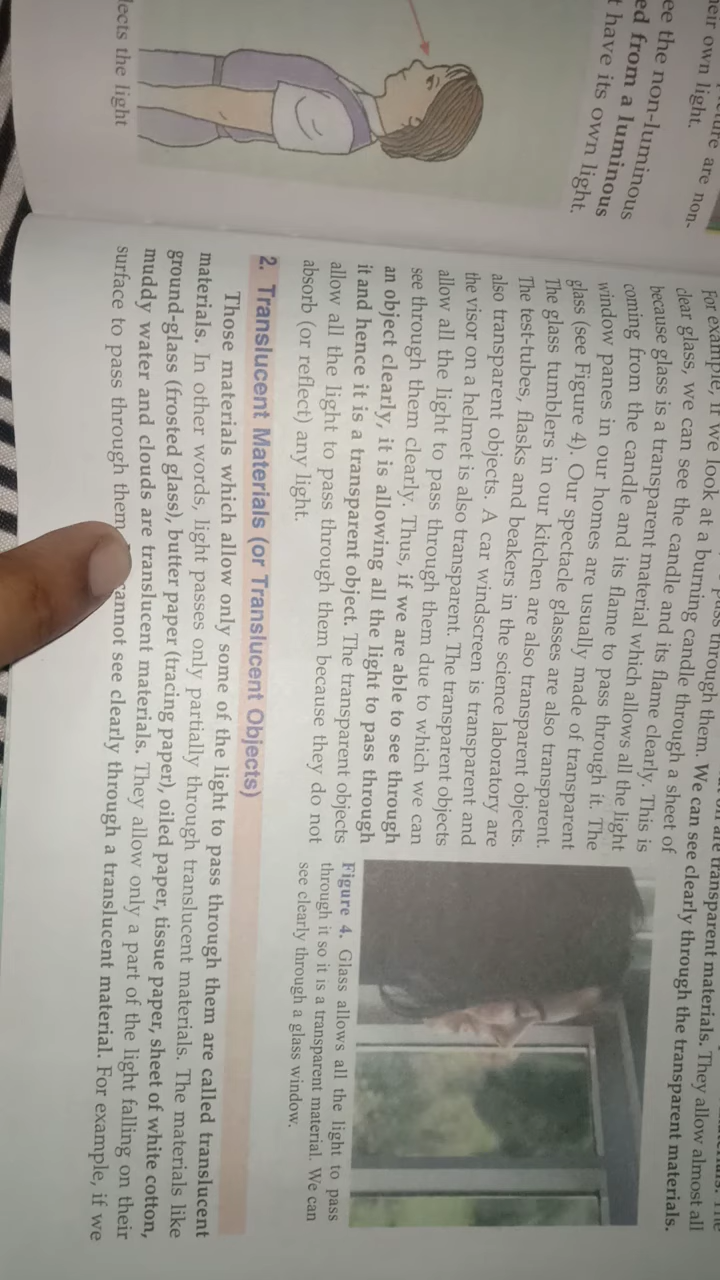 heir own light.
ture are non-
ee the non-luminous
ed from a luminous
t have its own light.
lects the light
pass through them. We can see clearly through the transparent materials.
are transparent materials. They allow almost all
For example, if we look at a burning candle through a sheet of
clear glass, we can see the candle and its flame clearly. This is
because glass is a transparent material which allows all the light
coming from the candle and its flame to pass through it. The
window panes in our homes are usually made of transparent
glass (see Figure 4). Our spectacle glasses are also transparent.
The glass tumblers in our kitchen are also transparent objects.
The test-tubes, flasks and beakers in the science laboratory are
also transparent objects. A car windscreen is transparent and
the visor on a helmet is also transparent. The transparent objects
allow all the light to pass through them due to which we can
see through them clearly. Thus, if we are able to see through
an object clearly, it is allowing all the light to pass through
it and hence it is a transparent object. The transparent objects
allow all the light to pass through them because they do not
absorb (or reflect) any light.
Figure 4. Glass allows all the light to pass
through it so it is a transparent material. We can
see clearly through a glass window.
2. Translucent Materials (or Translucent Objects)
Those materials which allow only some of the light to pass through them are called translucent
materials. In other words, light passes only partially through translucent materials. The materials like
ground-glass (frosted glass), butter paper (tracing paper), oiled paper, tissue paper, sheet of white cotton,
muddy water and clouds are translucent materials. They allow only a part of the light falling on their
surface to pass through them cannot see clearly through a translucent material. For example, if we